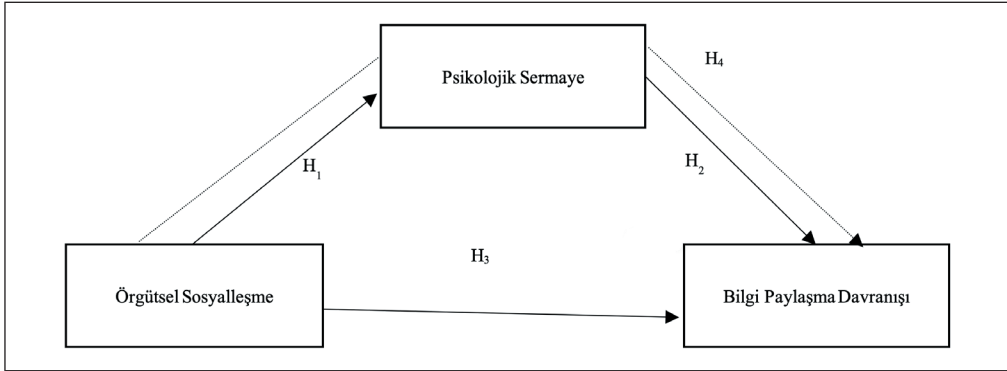 Psikolojik Sermaye
H4
H1
H2
H3
Örgütsel Sosyalleşme
Bilgi Paylaşma Davranışı